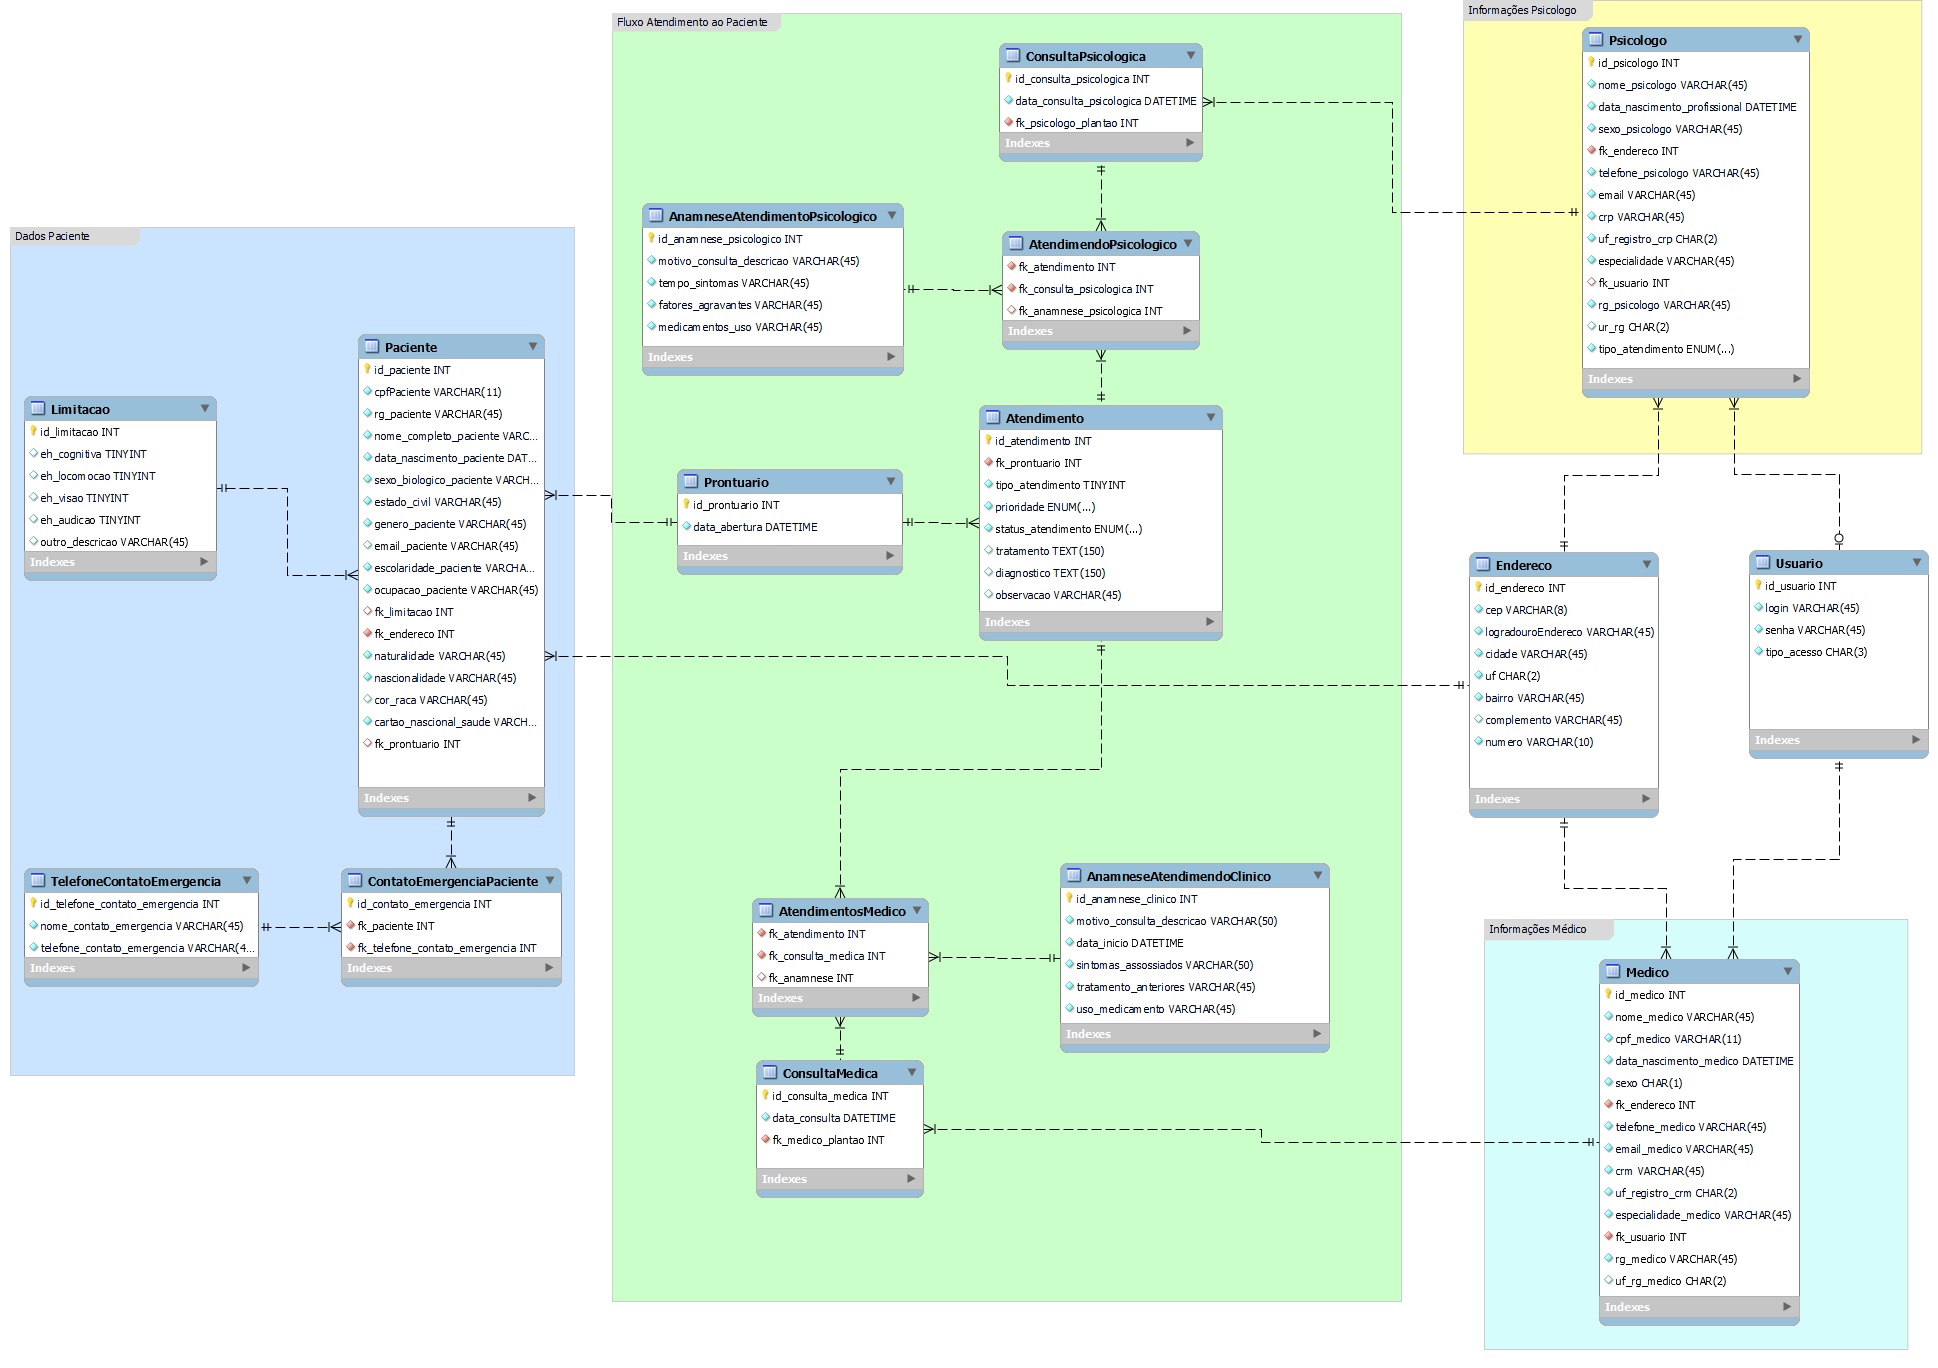 Dados Paciente
Limitacao
id_limitacao INT
eh_cognitiva TINYINT
eh_locomocao TINYINT
eh_visao TINYINT
eh_audicao TINYINT
outro_descricao VARCHAR(45)
Indexes
Paciente
id_paciente INT
cpfPaciente VARCHAR(11)
rg_paciente VARCHAR(45)
nome_completo_paciente VARC...
data_nascimento_paciente DAT...
sexo_biologico_paciente VARCH...
estado_civil VARCHAR(45)
genero_paciente VARCHAR(45)
email_paciente VARCHAR(45)
escolaridade_paciente VARCHA...
ocupacao_paciente VARCHAR(45)
fk_limitacao INT
fk_endereco INT
naturalidade VARCHAR(45)
nascionalidade VARCHAR(45)
cor_raca VARCHAR(45)
cartao_nascional_saude VARCH...
fk_prontuario INT
Indexes
TelefoneContatoEmergencia
id_telefone_contato_emergencia INT
nome_contato_emergencia VARCHAR(45)
telefone_contato_emergencia VARCHAR(4...
Indexes
ContatoEmergenciaPaciente
id_contato_emergencia INT
fk_paciente INT
fk_telefone_contato_emergencia INT
Indexes
Fluxo Atendimento ao Paciente
ConsultaPsicologica
id_consulta_psicologica INT
data_consulta_psicologica DATETIME
fk_psicologo_plantao INT
Indexes
AnamneseAtendimentoPsicologico
id_anamnese_psicologico INT
motivo_consulta_descricao VARCHAR(45)
tempo_sintomas VARCHAR(45)
fatores_agravantes VARCHAR(45)
medicamentos_uso VARCHAR(45)
Indexes
AtendimendoPsicologico
fk_atendimento INT
fk_consulta_psicologica INT
fk_anamnese_psicologica INT
Indexes
Prontuario
id_prontuario INT
data_abertura DATETIME
Indexes
Atendimento
id_atendimento INT
fk_prontuario INT
tipo_atendimento TINYINT
prioridade ENUM(...)
status_atendimento ENUM(...)
tratamento TEXT(150)
diagnostico TEXT(150)
observacao VARCHAR(45)
Indexes
AtendimentosMedico
fk_atendimento INT
fk_consulta_medica INT
fk_anamnese INT
Indexes
AnamneseAtendimendoClinico
id_anamnese_clinico INT
motivo_consulta_descricao VARCHAR(50)
data_inicio DATETIME
sintomas_assossiados VARCHAR(50)
tratamento_anteriores VARCHAR(45)
uso_medicamento VARCHAR(45)
Indexes
ConsultaMedica
id_consulta_medica INT
data_consulta DATETIME
fk_medico_plantao INT
Indexes
Informações Psicologo
Psicologo
id_psicologo INT
nome_psicologo VARCHAR(45)
data_nascimento_profissional DATETIME
sexo_psicologo VARCHAR(45)
fk_endereco INT
telefone_psicologo VARCHAR(45)
email VARCHAR(45)
crp VARCHAR(45)
uf_registro_crp CHAR(2)
especialidade VARCHAR(45)
fk_usuario INT
rg_psicologo VARCHAR(45)
ur_rg CHAR(2)
tipo_atendimento ENUM(...)
Indexes
Endereco
id_endereco INT
cep VARCHAR(8)
logradouroEndereco VARCHAR(45)
cidade VARCHAR(45)
uf CHAR(2)
bairro VARCHAR(45)
complemento VARCHAR(45)
numero VARCHAR(10)
Indexes
Usuario
id_usuario INT
login VARCHAR(45)
senha VARCHAR(45)
tipo_acesso CHAR(3)
Indexes
Informações Médico
Medico
id_medico INT
nome_medico VARCHAR(45)
cpf_medico VARCHAR(11)
data_nascimento_medico DATETIME
sexo CHAR(1)
fk_endereco INT
telefone_medico VARCHAR(45)
email_medico VARCHAR(45)
crm VARCHAR(45)
uf_registro_crm CHAR(2)
especialidade_medico VARCHAR(45)
fk_usuario INT
rg_medico VARCHAR(45)
uf_rg_medico CHAR(2)
Indexes